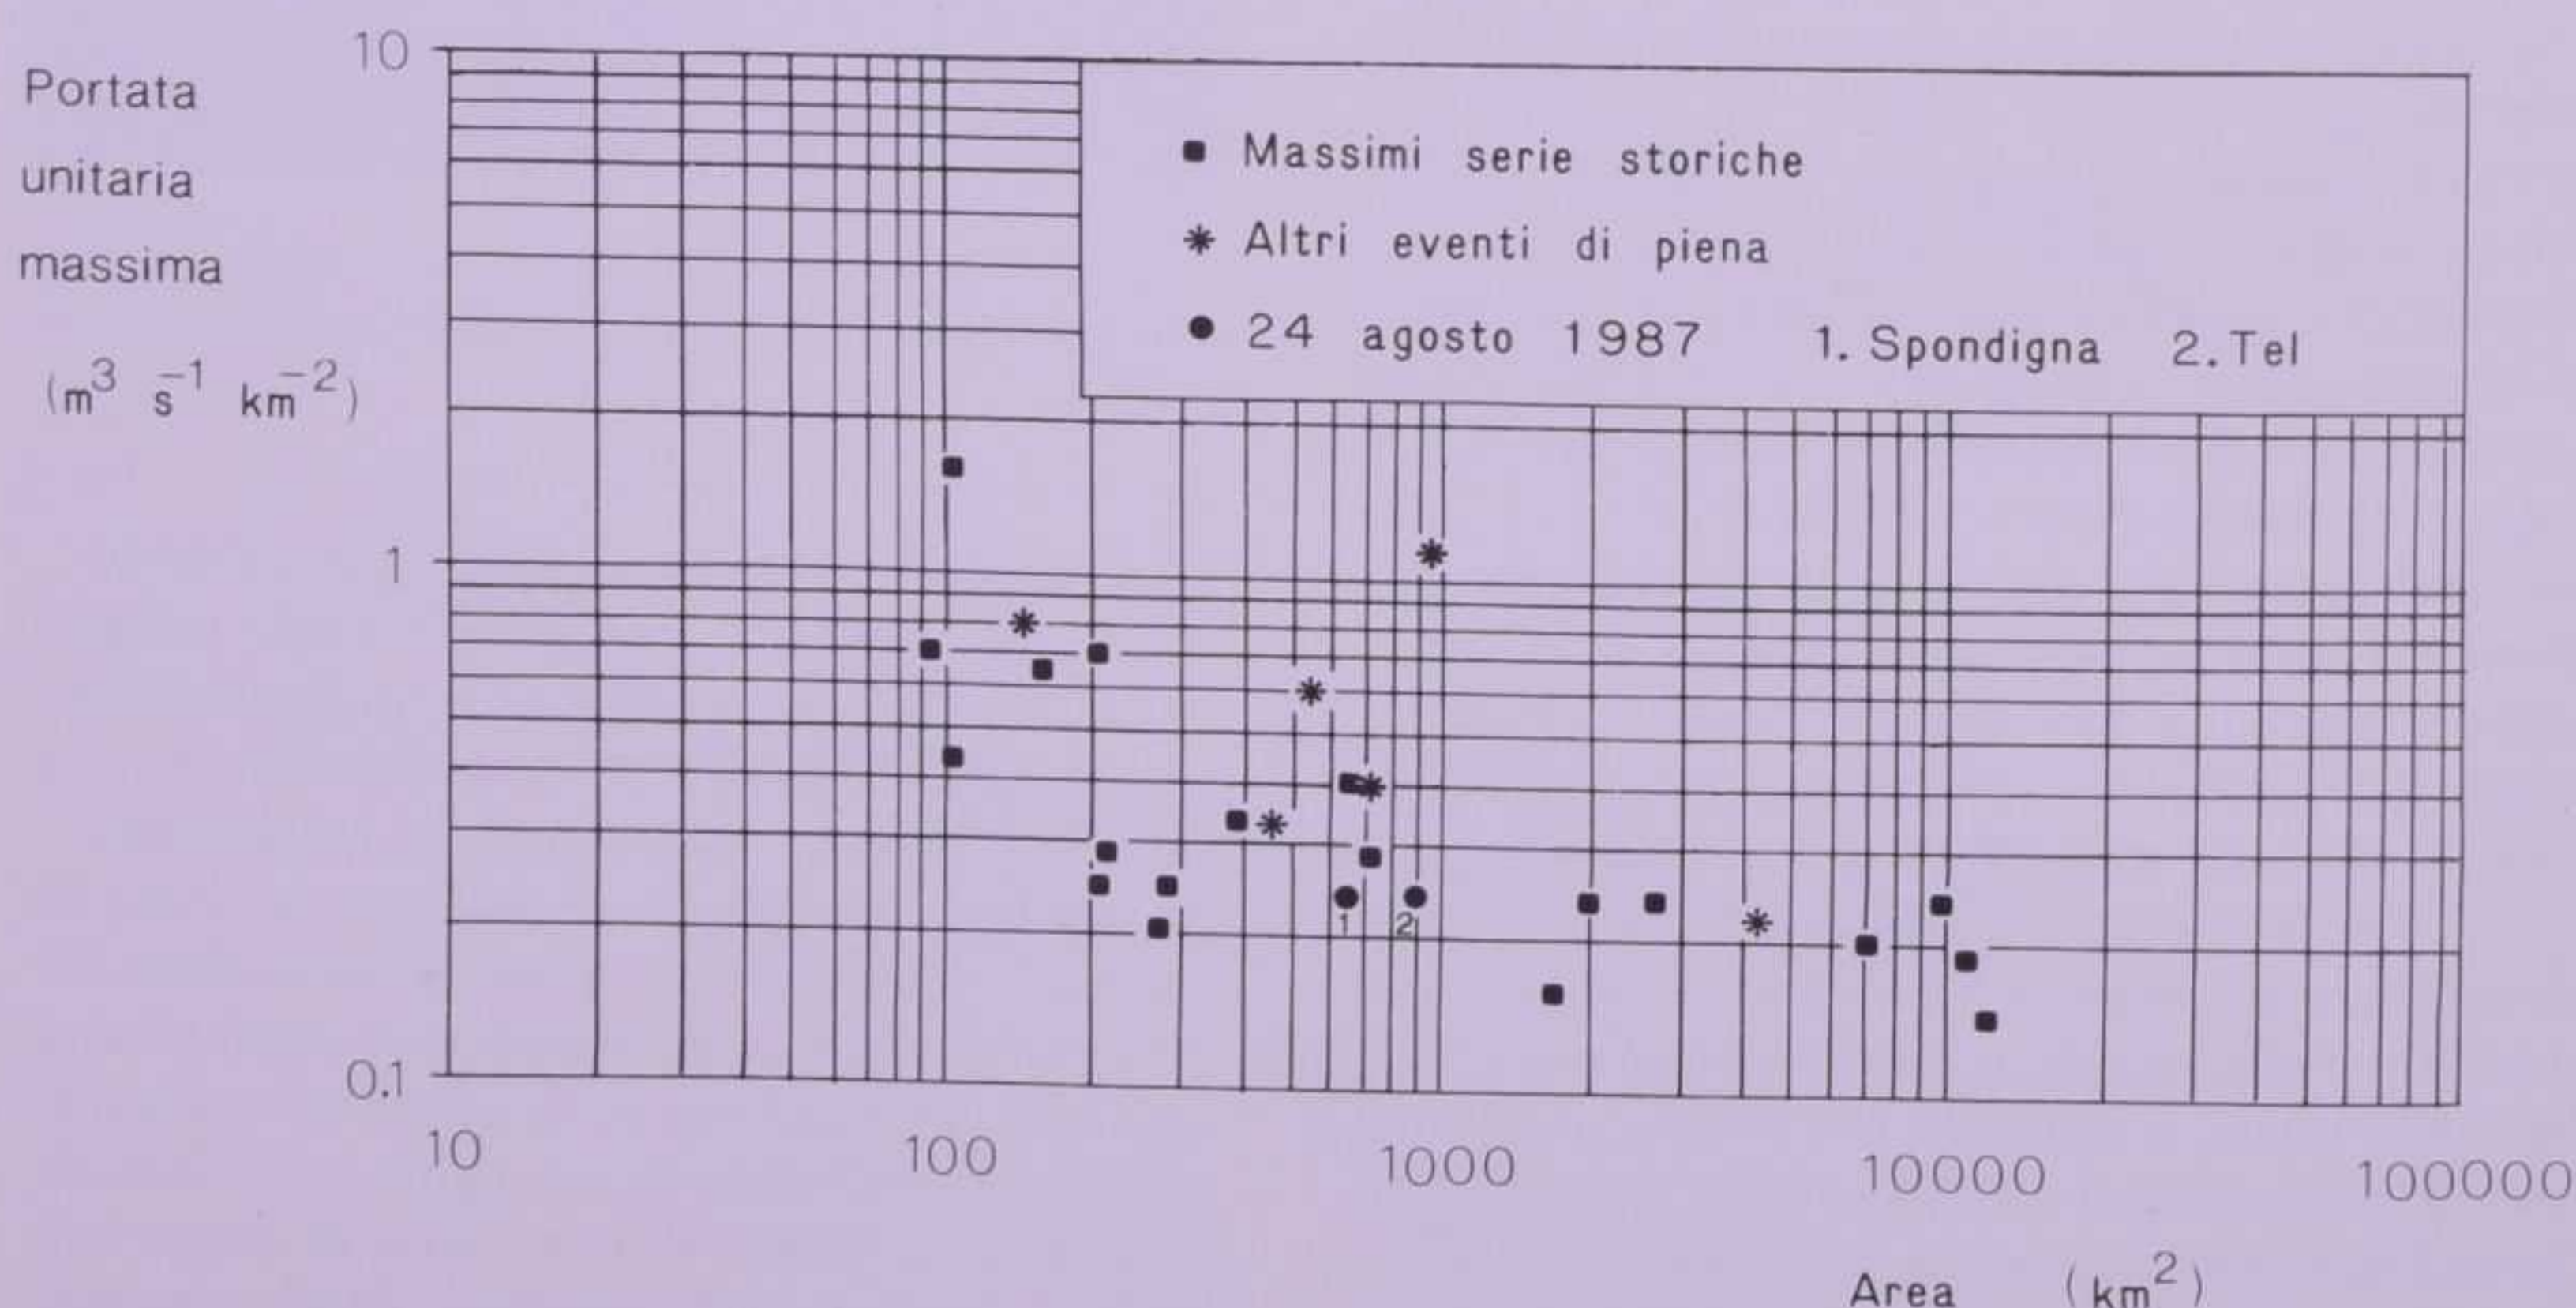 Portata
unitaria
massima
(m³ s⁻¹ km⁻²)
10
1
0.1
■ Massimi serie storiche
* Altri eventi di piena
● 24 agosto 1987 1. Spondigna 2. Tel
1 2
10 100 1000 10000 100000
Area (km²)